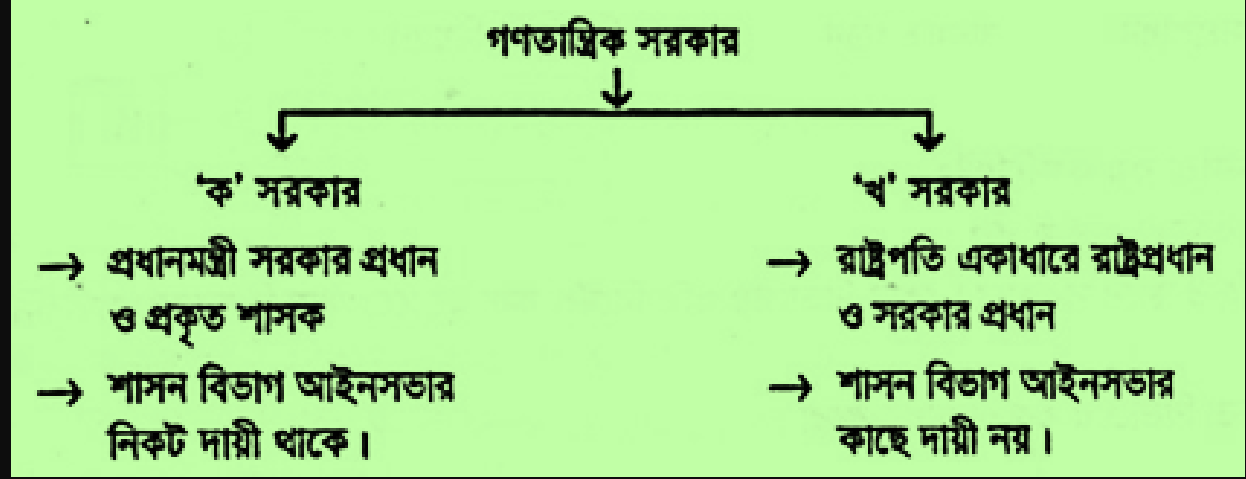 গণতান্ত্রিক সরকার
‘ক’ সরকার
→ প্রধানমন্ত্রী সরকার প্রধান
ও প্রকৃত শাসক
→ শাসন বিভাগ আইনসভার
নিকট দায়ী থাকে।
‘খ’ সরকার
→ রাষ্ট্রপতি একাধারে রাষ্ট্রপ্রধান
ও সরকার প্রধান
→ শাসন বিভাগ আইনসভার
কাছে দায়ী নয়।